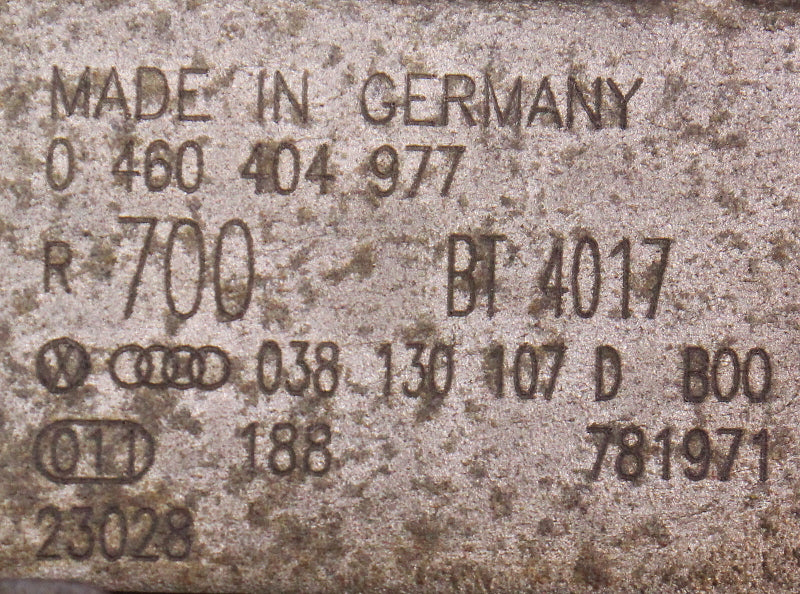 MADE IN GERMANY
0 460 404 977
R 700 BT 4017
038 130 107 D B00
011 188 781971
23028